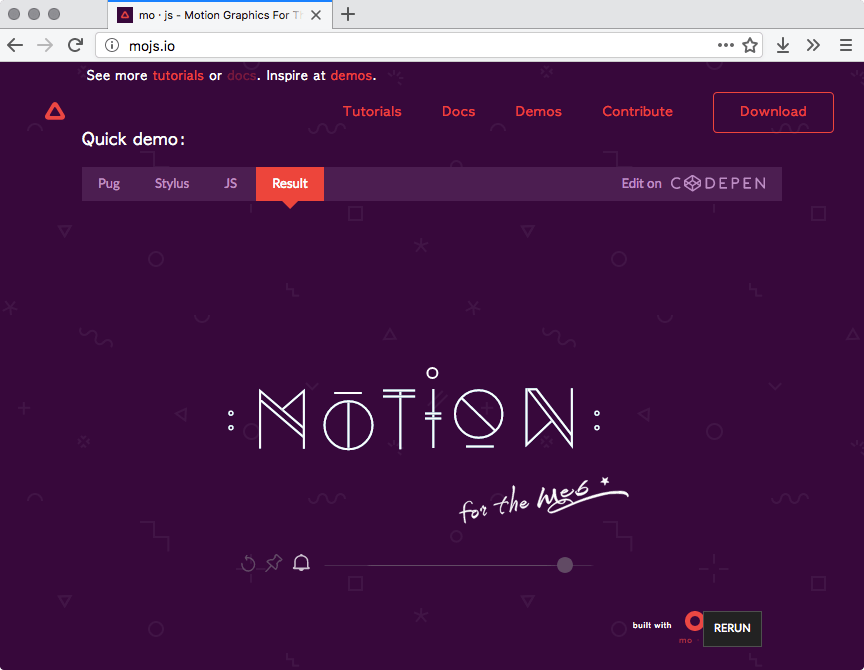 mo · js - Motion Graphics For Th
mojs.io
See more tutorials or docs. Inspire at demos.
Tutorials Docs Demos Contribute Download
Quick demo:
Pug Stylus JS Result Edit on CODEPEN
:MOTION:
for the Web*
built with mo RERUN